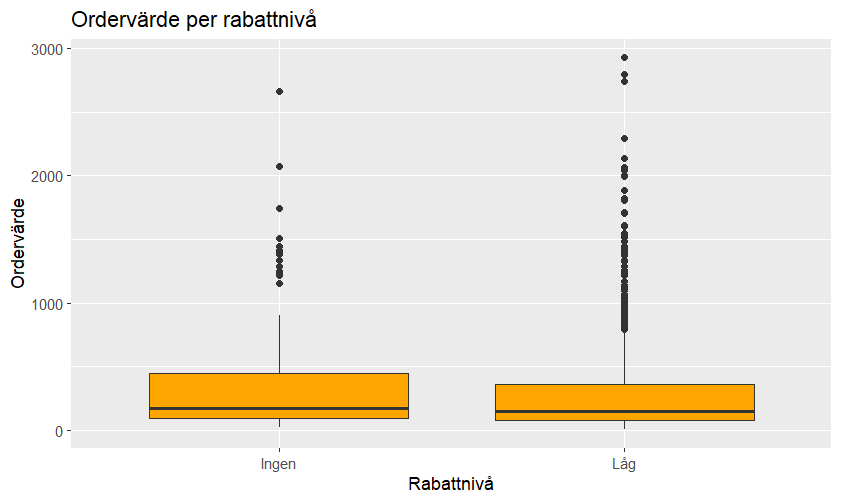 Ordervärde per rabattnivå
3000
2000
1000
0
Ordervärde
Ingen
Låg
Rabattnivå